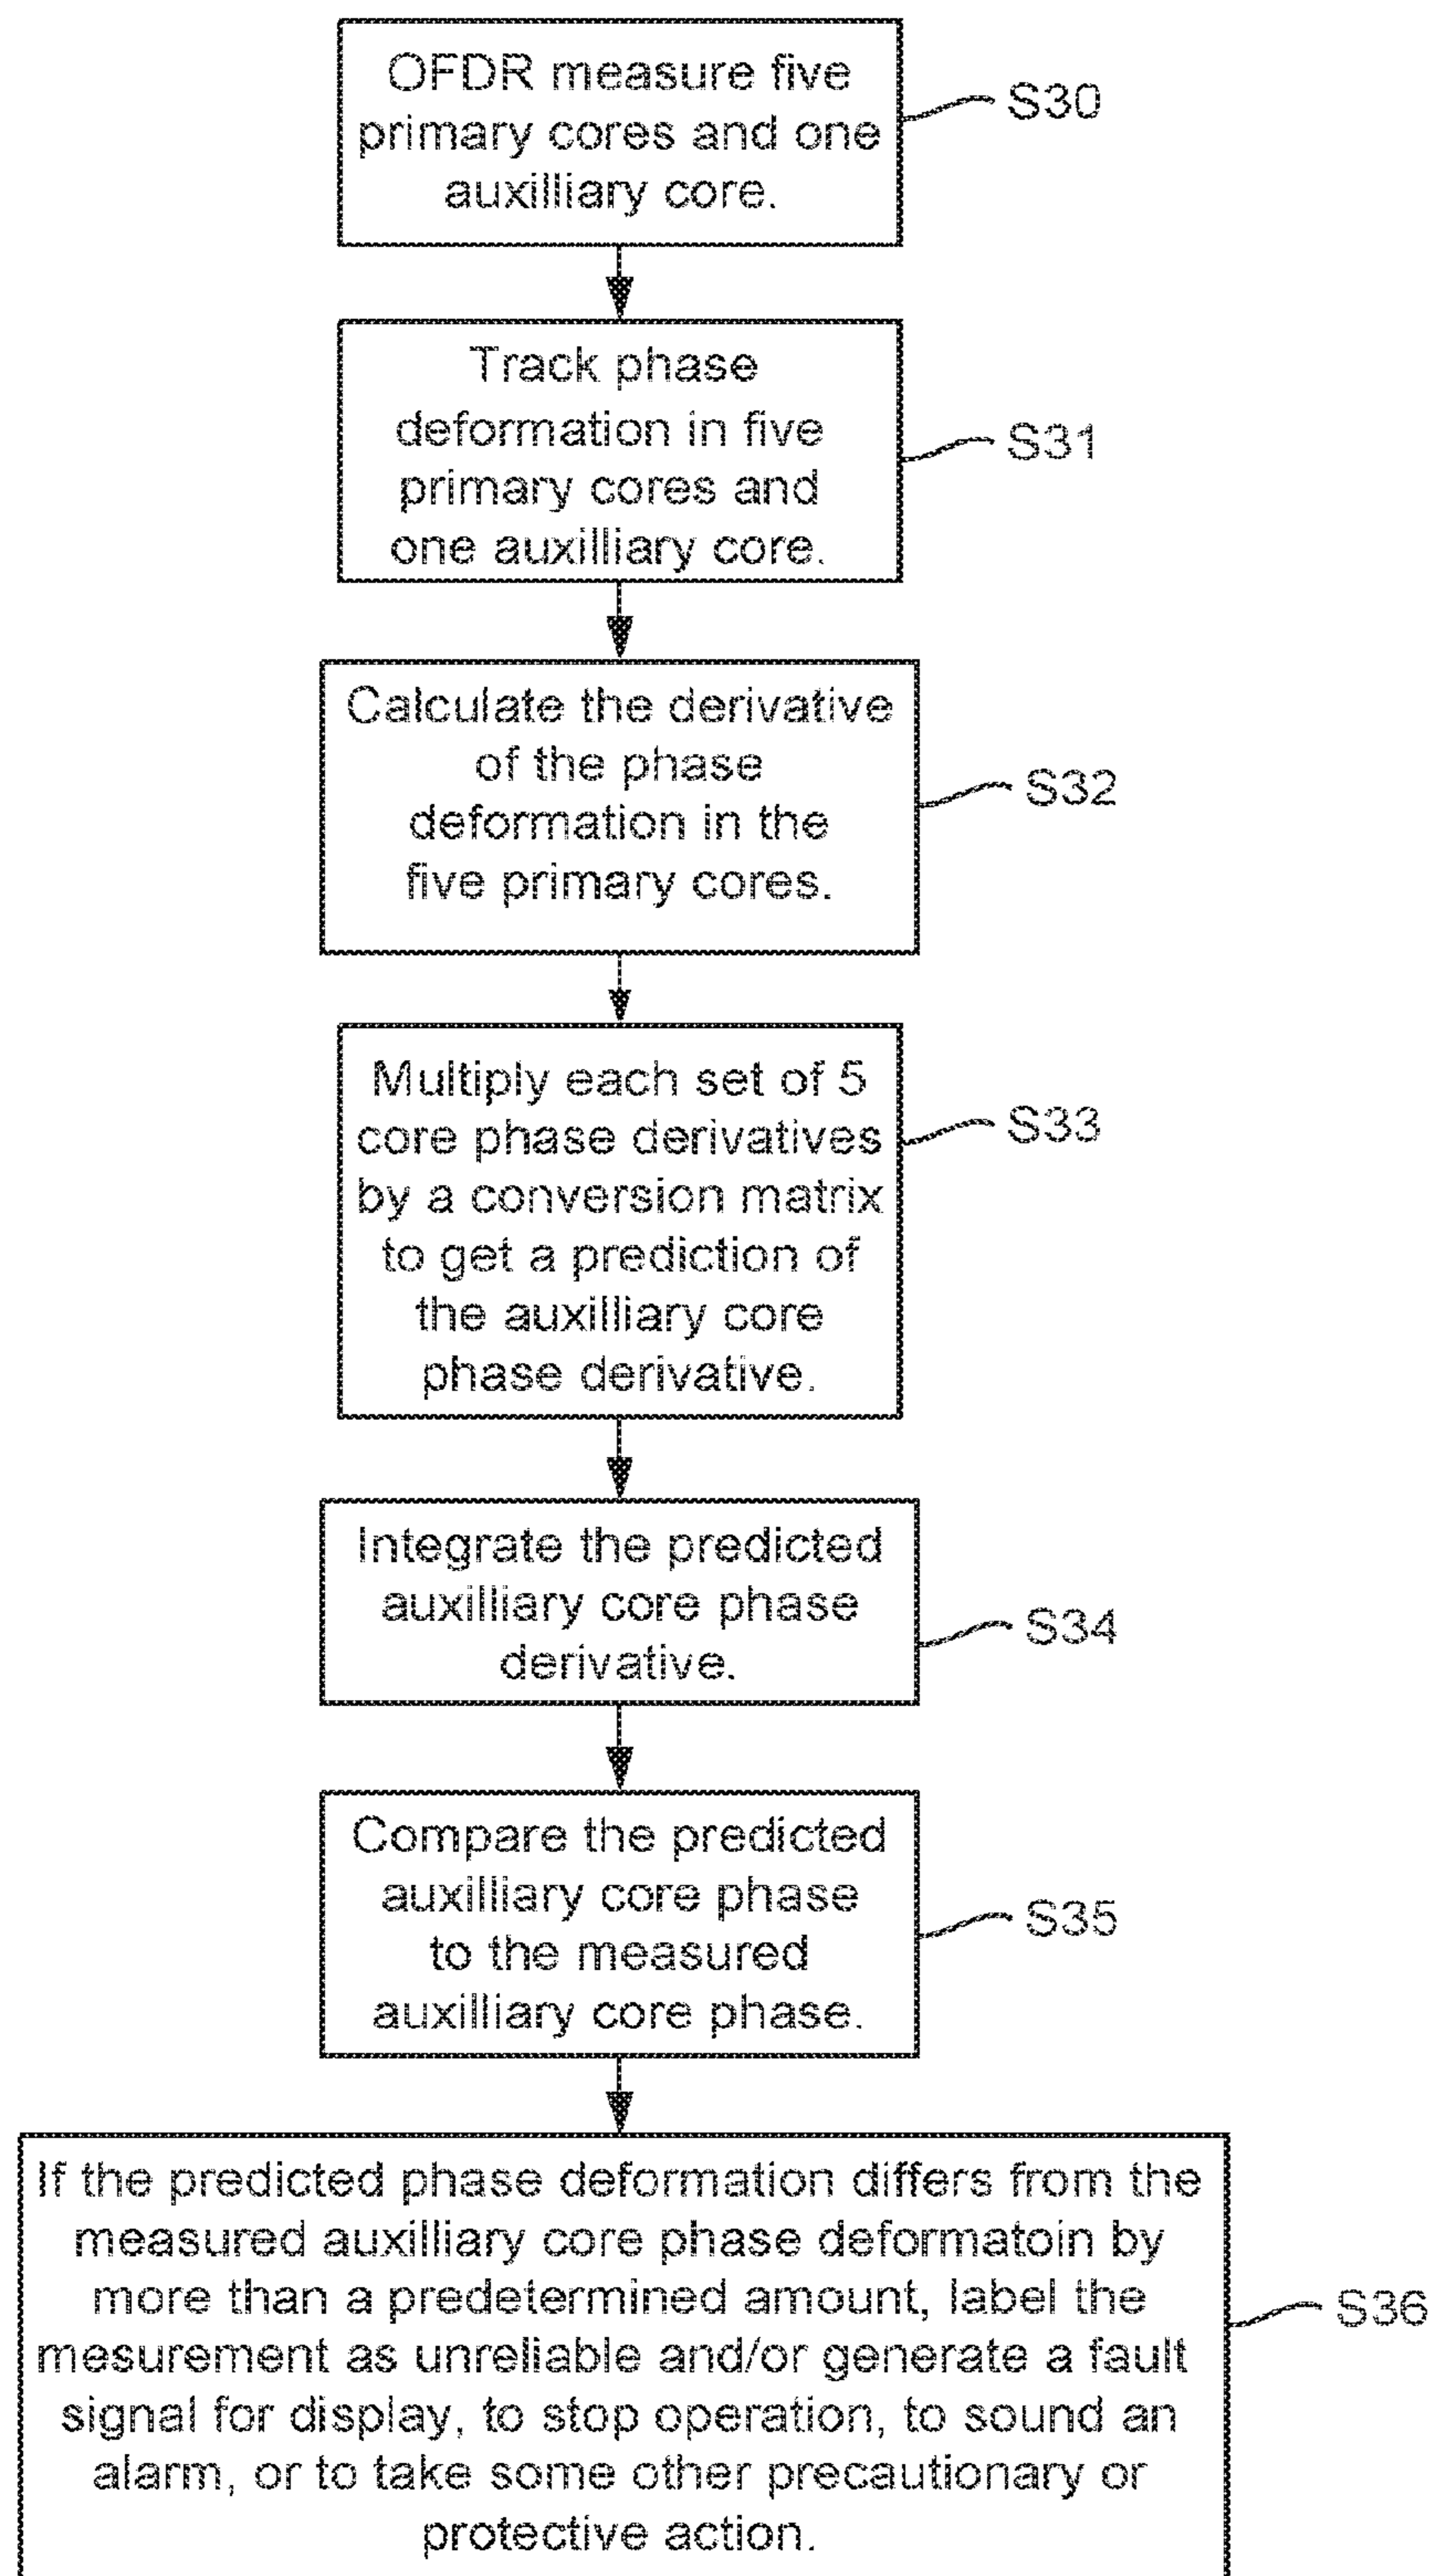 OFDR measure five
primary cores and one
auxilliary core.
S30
Track phase
deformation in five
primary cores and
one auxilliary core.
S31
Calculate the derivative
of the phase
deformation in the
five primary cores.
S32
Multiply each set of 5
core phase derivatives
by a conversion matrix
to get a prediction of
the auxilliary core
phase derivative.
S33
Integrate the predicted
auxilliary core phase
derivative.
S34
Compare the predicted
auxilliary core phase
to the measured
auxilliary core phase.
S35
If the predicted phase deformation differs from the
measured auxilliary core phase deformatoin by
more than a predetermined amount, label the
mesurement as unreliable and/or generate a fault
signal for display, to stop operation, to sound an
alarm, or to take some other precautionary or
protective action.
S36